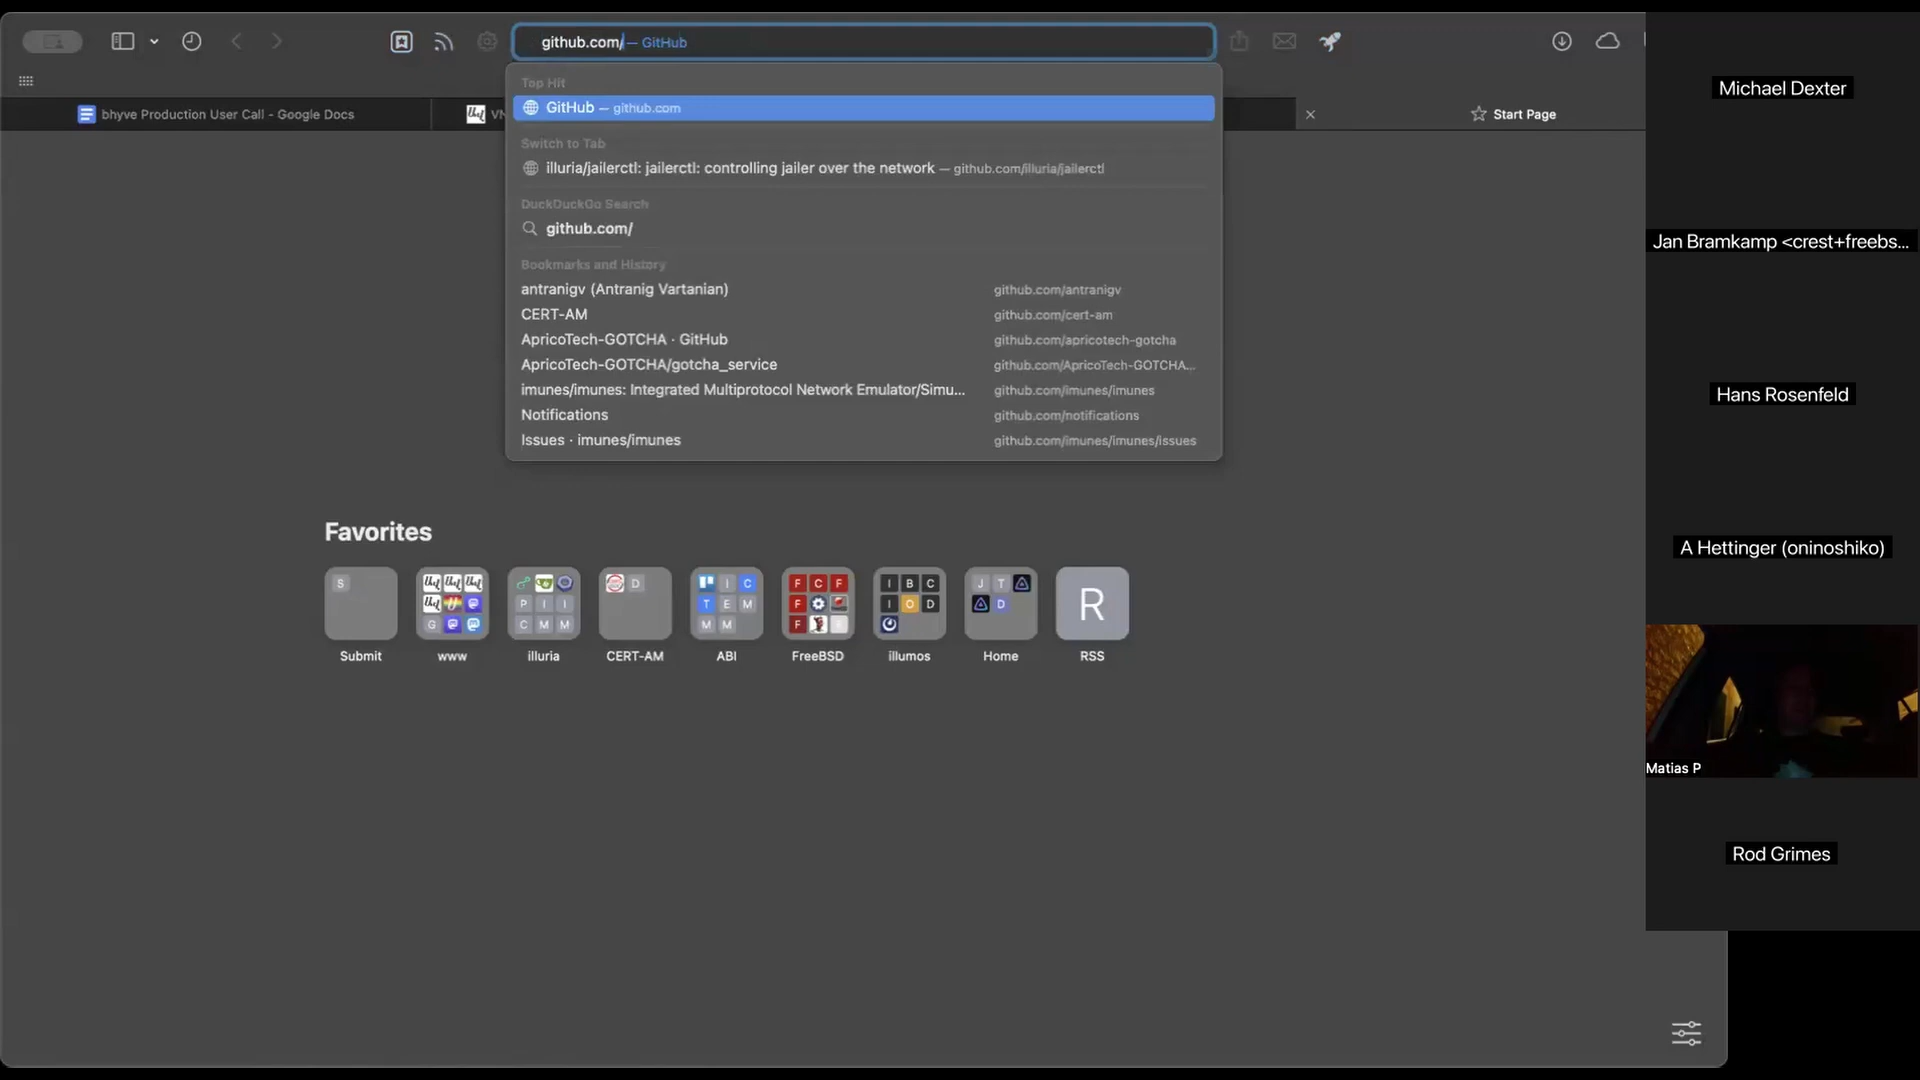 github.com/ — GitHub
bhyve Production User Call - Google Docs
VN
Start Page
Top Hit
GitHub — github.com
Switch to Tab
illuria/jailerctl: jailerctl: controlling jailer over the network — github.com/illuria/jailerctl
DuckDuckGo Search
github.com/
Bookmarks and History
antranigv (Antranig Vartanian) github.com/antranigv
CERT-AM github.com/cert-am
ApricoTech-GOTCHA · GitHub github.com/apricotech-gotcha
ApricoTech-GOTCHA/gotcha_service github.com/ApricoTech-GOTCHA...
imunes/imunes: Integrated Multiprotocol Network Emulator/Simu... github.com/imunes/imunes
Notifications github.com/notifications
Issues · imunes/imunes github.com/imunes/imunes/issues
Favorites
S
G
P I I
C M M
D
I C
T E M
M M
F C F
F
F
I B C
I O D
J T
D
R
Submit www illuria CERT-AM ABI FreeBSD illumos Home RSS
Michael Dexter
Jan Bramkamp <crest+freebs...
Hans Rosenfeld
A Hettinger (oninoshiko)
Matias P
Rod Grimes